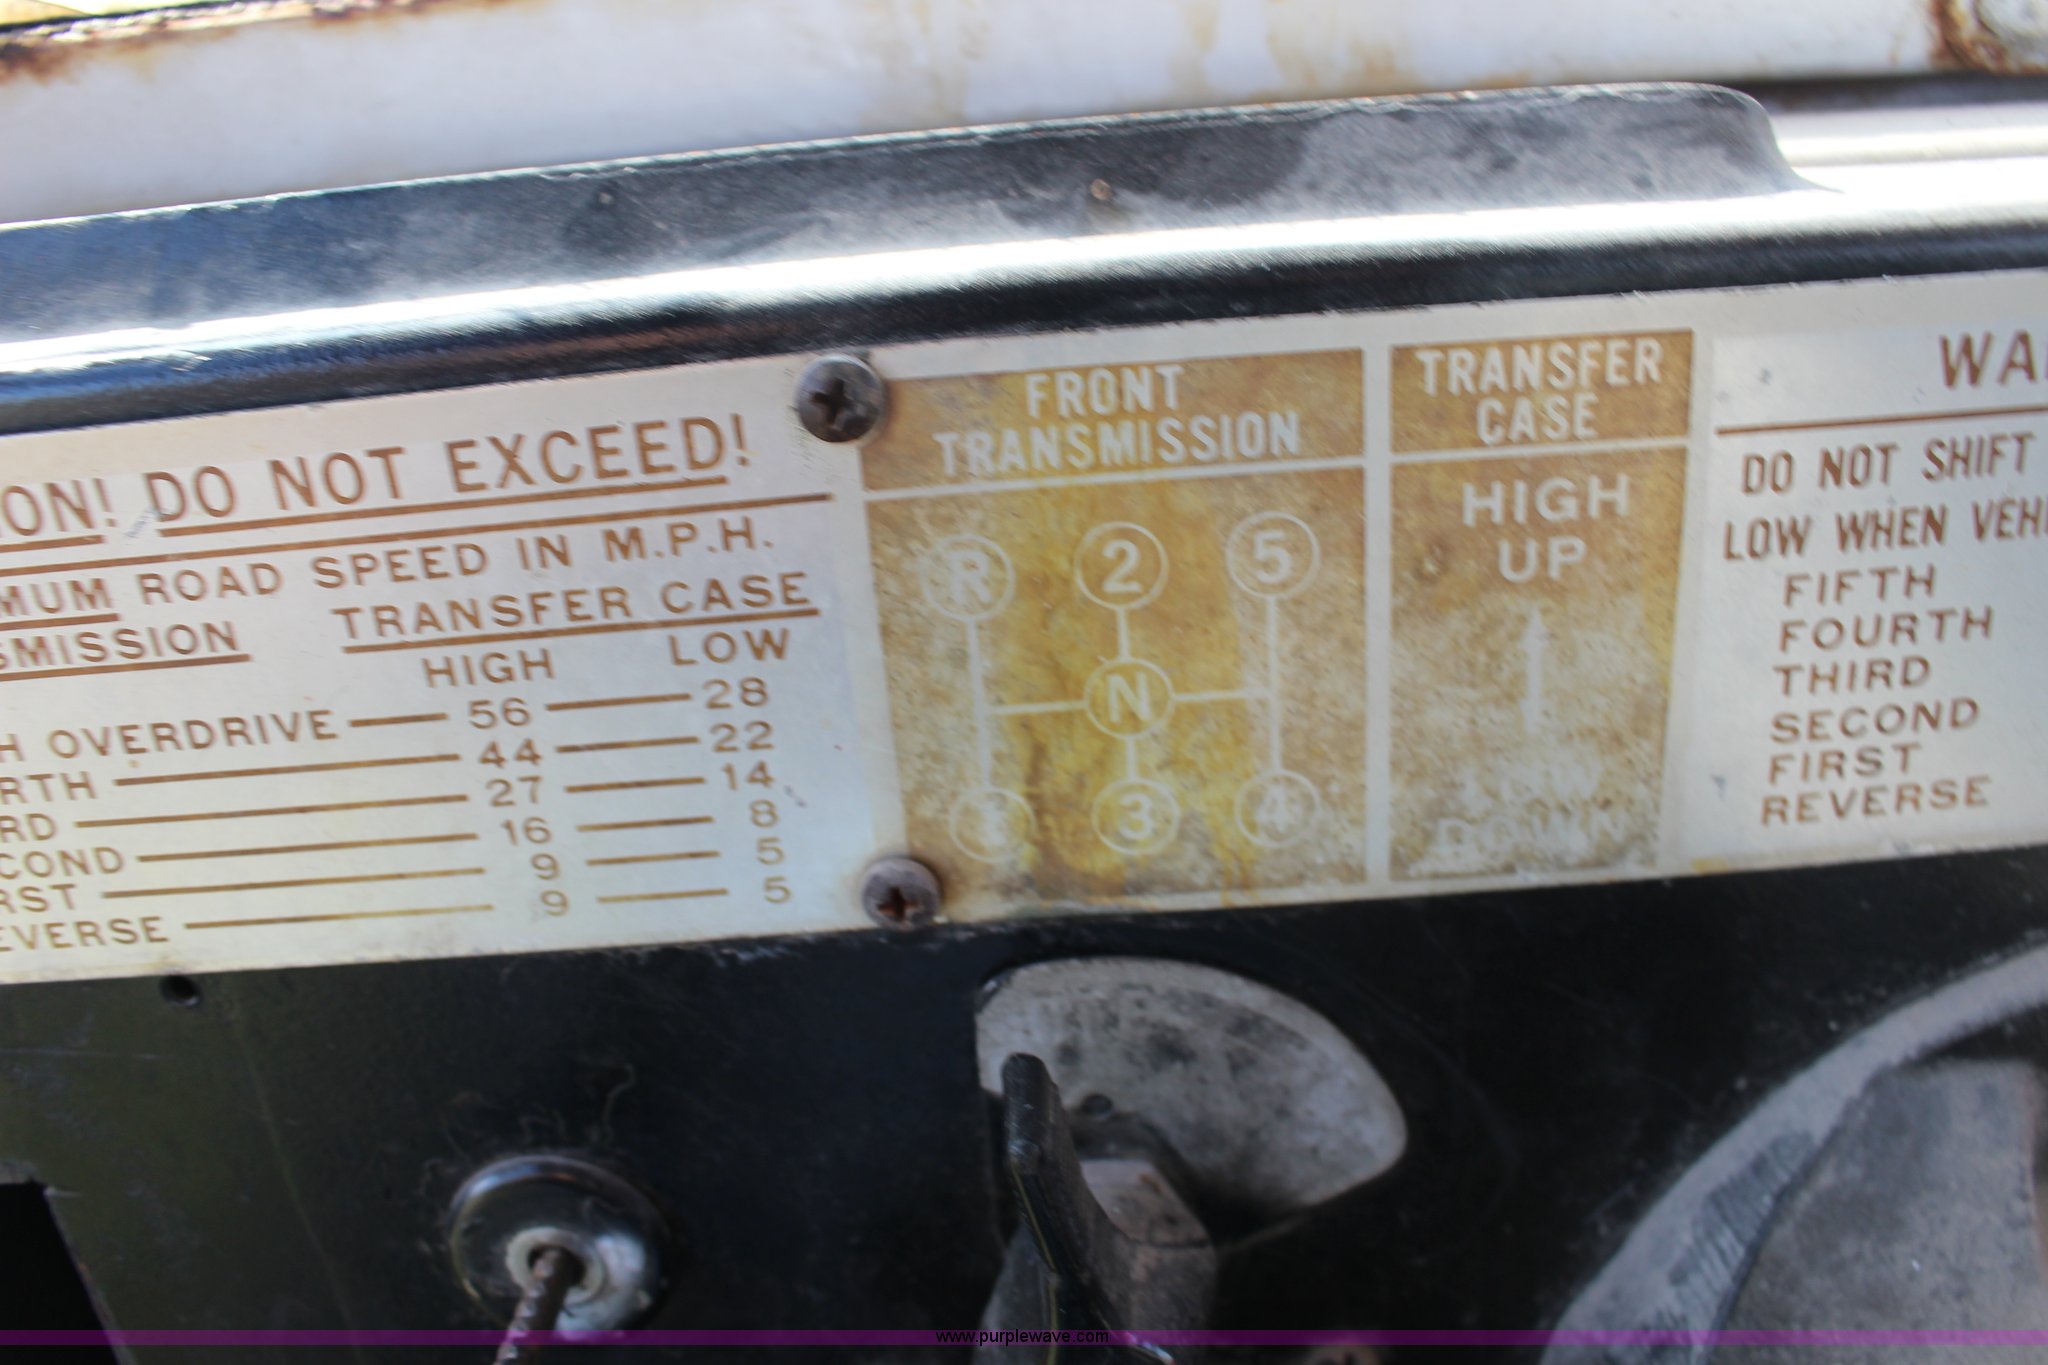 ON! DO NOT EXCEED!
MUM ROAD SPEED IN M.P.H.
SMISSION TRANSFER CASE
HIGH LOW
H OVERDRIVE 56 28
RTH 44 22
RD 27 14
COND 16 8
RST 9 5
EVERSE 9 5
FRONT
TRANSMISSION
R 2 5
N
1 3 4
TRANSFER
CASE
HIGH
UP
LOW
DOWN
WA
DO NOT SHIFT
LOW WHEN VEH
FIFTH
FOURTH
THIRD
SECOND
FIRST
REVERSE
www.purplewave.com